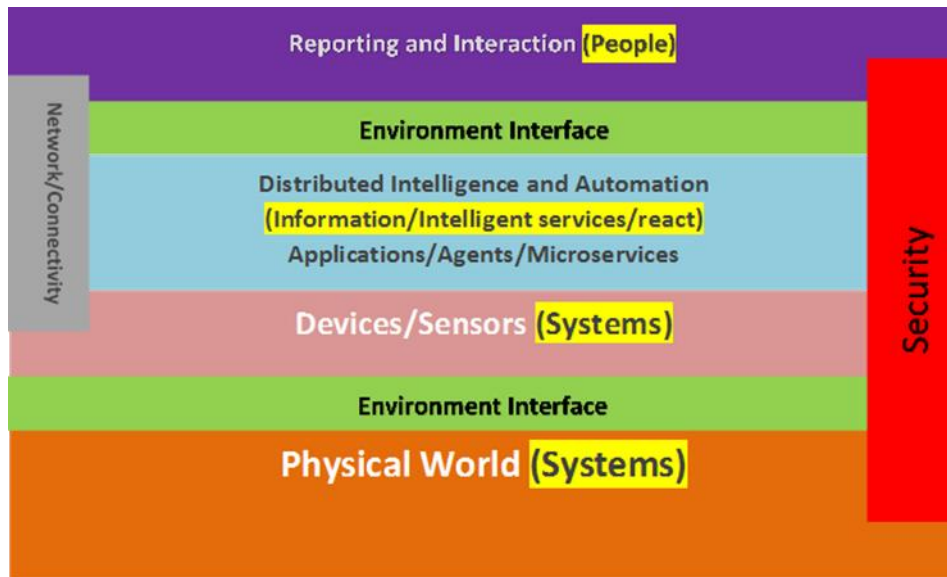 Reporting and Interaction (People)
Network/Connectivity
Environment Interface
Distributed Intelligence and Automation
(Information/Intelligent services/react)
Applications/Agents/Microservices
Security
Devices/Sensors (Systems)
Environment Interface
Physical World (Systems)